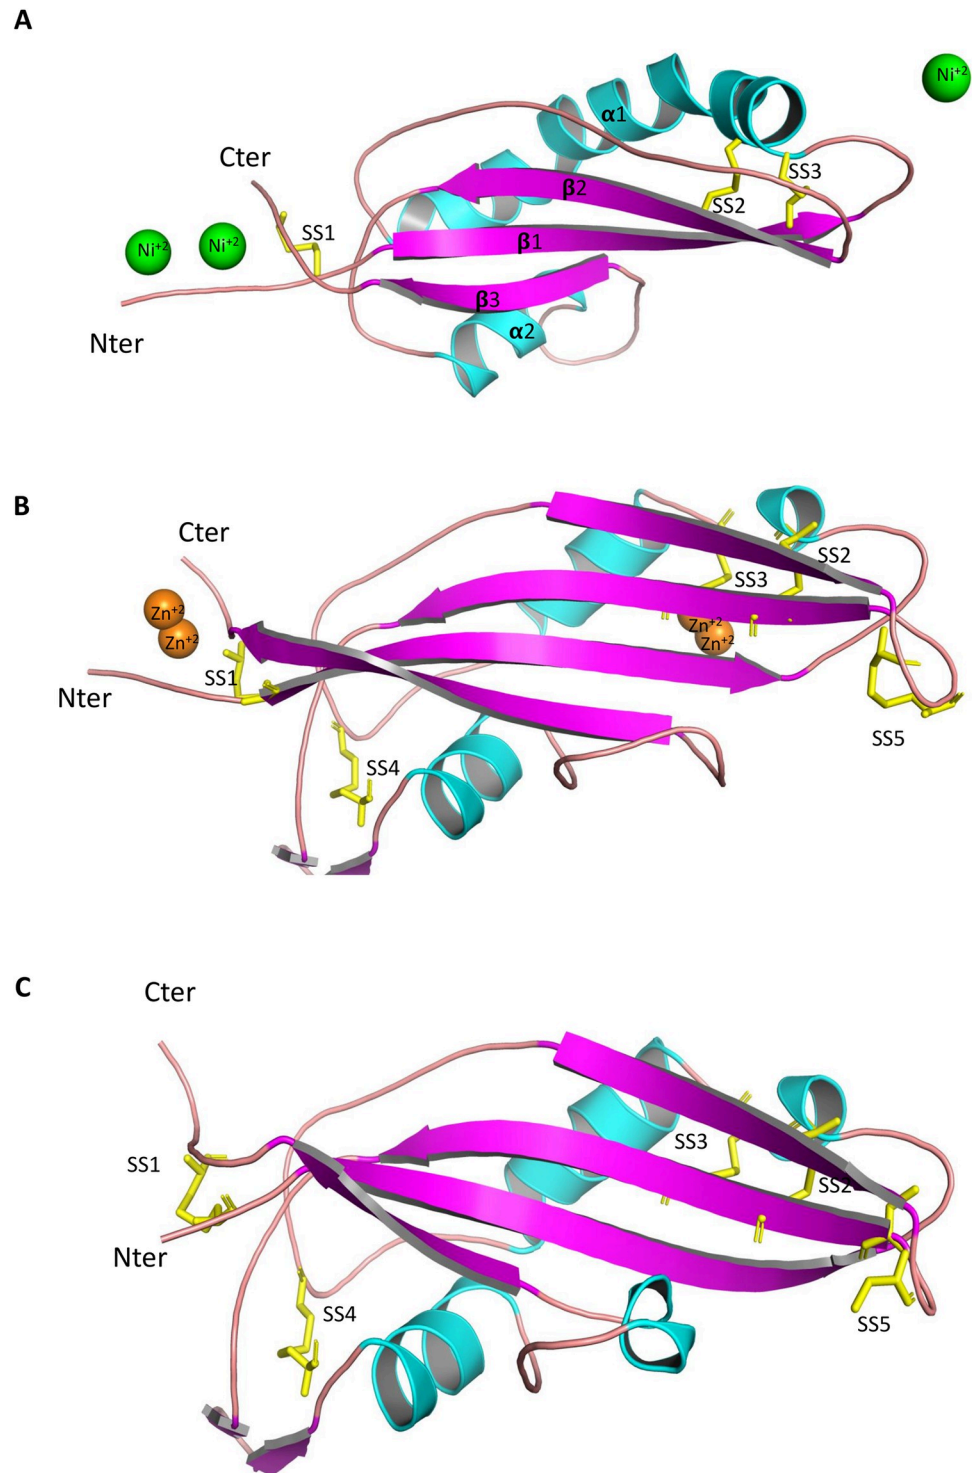 A
Ni+2
α1
Cter
SS3
β2
SS2
SS1
Ni+2
Ni+2
β1
β3
α2
Nter
B
Cter
SS2
SS3
Zn+2
Zn+2
Zn+2
Zn+2
SS1
Nter
SS5
SS4
C
Cter
SS3
SS1
SS2
Nter
SS4
SS5